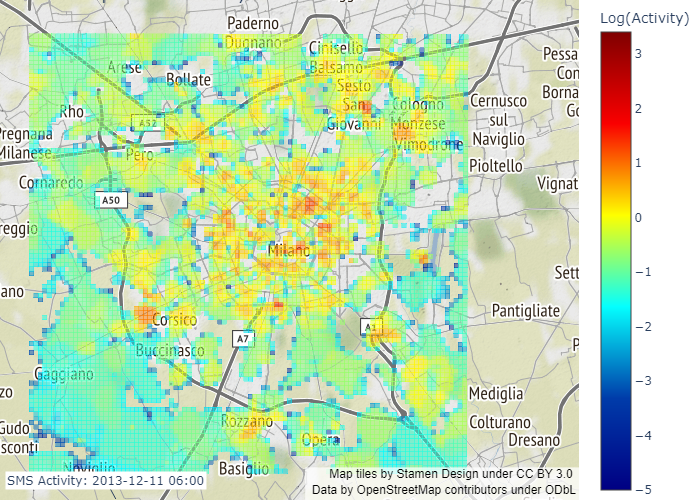 Log(Activity)
3
2
1
0
−1
−2
−3
−4
−5
Paderno
Dugnano
Cinisello
Balsamo
Arese
Bollate
Sesto
San
Giovanni
Cologno
Monzese
Vimodrone
Cernusco
sul
Naviglio
Pessa
Con
Borna
Rho
A52
Pero
Pregnana
Milanese
Cornaredo
Pioltello
Vignat
A50
reggio
Milano
Sett
ano
Pantigliate
Corsico
A1
A7
Buccinasco
Gaggiano
zo
Mediglia
Rozzano
Colturano
Gudo
sconti
Opera
Dresano
Noviglio
Basiglio
SMS Activity: 2013-12-11 06:00
Map tiles by Stamen Design under CC BY 3.0
Data by OpenStreetMap contributors under ODbL